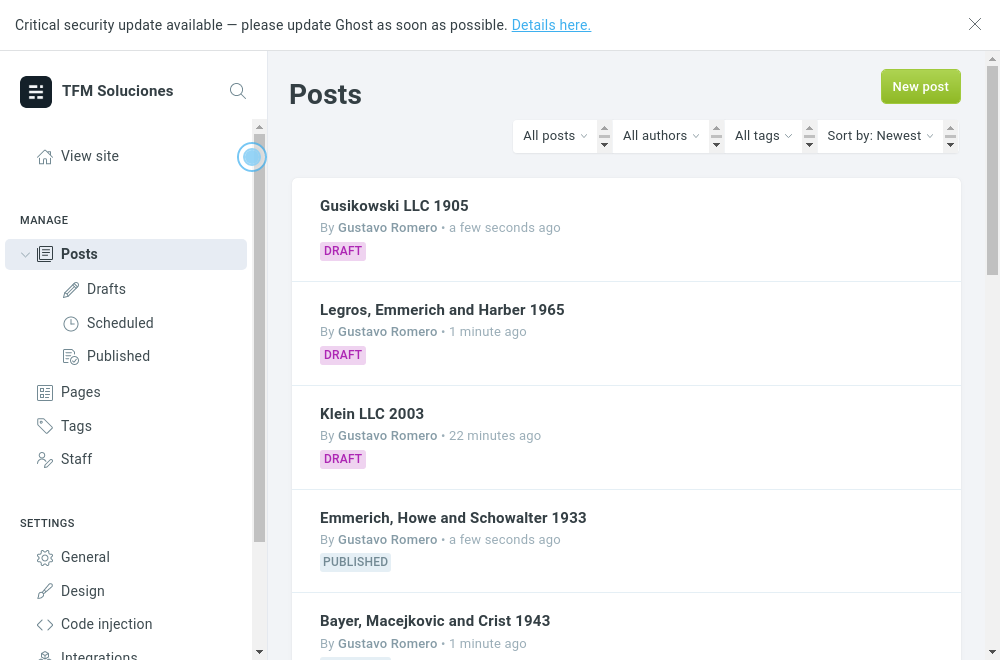 Critical security update available — please update Ghost as soon as possible. Details here.
TFM Soluciones
View site
MANAGE
Posts
Drafts
Scheduled
Published
Pages
Tags
Staff
SETTINGS
General
Design
Code injection
Integrations
Posts
New post
All posts
All authors
All tags
Sort by: Newest
Gusikowski LLC 1905
By Gustavo Romero • a few seconds ago
DRAFT
Legros, Emmerich and Harber 1965
By Gustavo Romero • 1 minute ago
DRAFT
Klein LLC 2003
By Gustavo Romero • 22 minutes ago
DRAFT
Emmerich, Howe and Schowalter 1933
By Gustavo Romero • a few seconds ago
PUBLISHED
Bayer, Macejkovic and Crist 1943
By Gustavo Romero • 1 minute ago